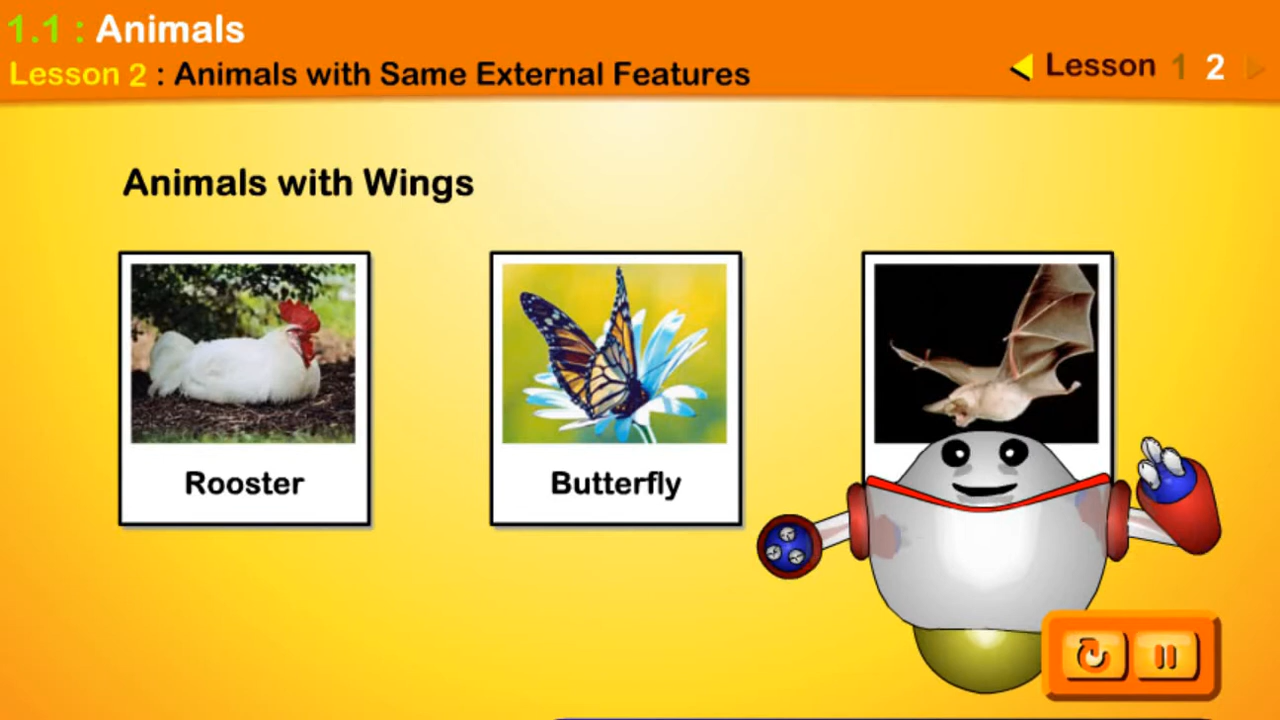 1.1 : Animals
Lesson 2 : Animals with Same External Features
Lesson 1 2
Animals with Wings
Rooster
Butterfly